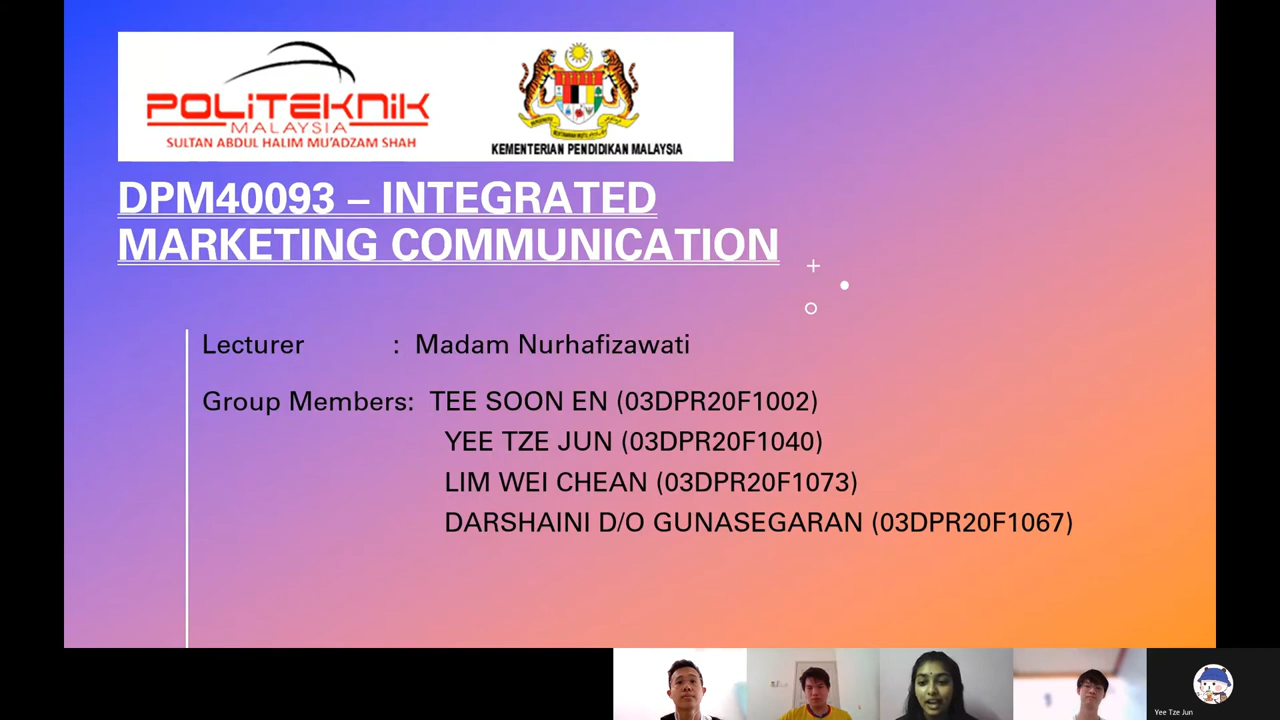 POLITEKNIK
MALAYSIA
SULTAN ABDUL HALIM MU'ADZAM SHAH
KEMENTERIAN PENDIDIKAN MALAYSIA
DPM40093 – INTEGRATED
MARKETING COMMUNICATION
Lecturer : Madam Nurhafizawati
Group Members: TEE SOON EN (03DPR20F1002)
YEE TZE JUN (03DPR20F1040)
LIM WEI CHEAN (03DPR20F1073)
DARSHAINI D/O GUNASEGARAN (03DPR20F1067)
Yee Tze Jun